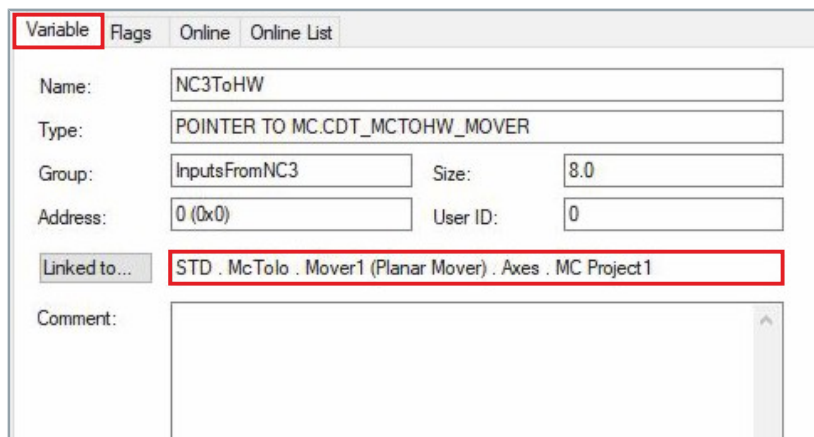 Variable Flags Online Online List
Name: NC3ToHW
Type: POINTER TO MC.CDT_MCTOHW_MOVER
Group: InputsFromNC3 Size: 8.0
Address: 0 (0x0) User ID: 0
Linked to... STD . McToIo . Mover1 (Planar Mover) . Axes . MC Project1
Comment: